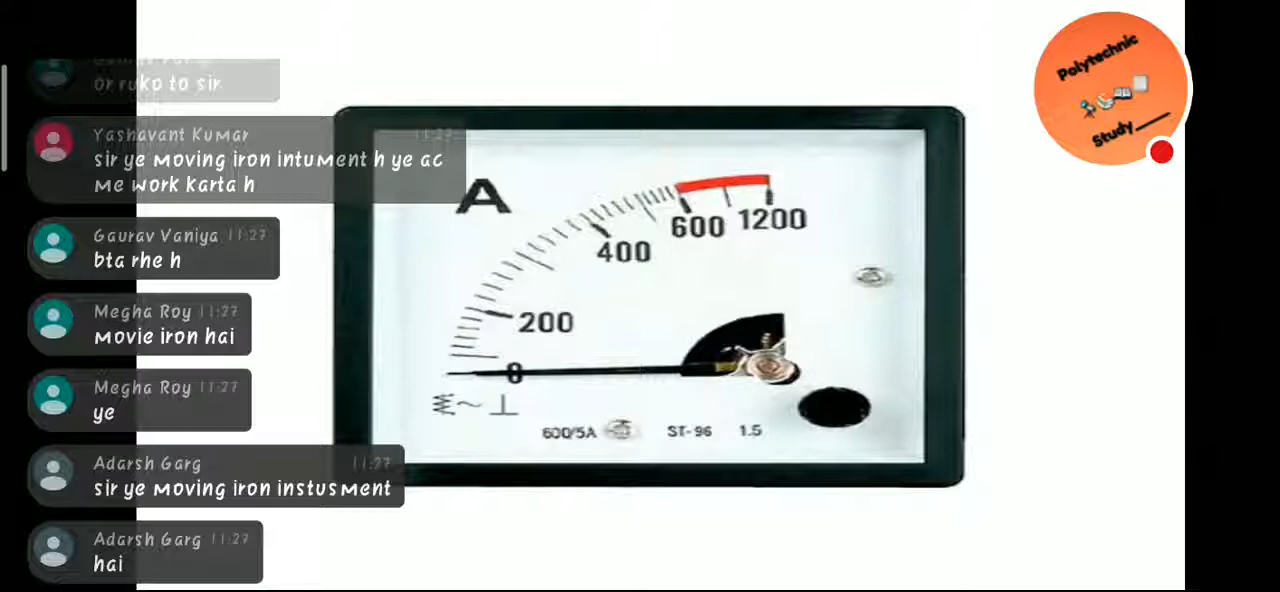 or ruko to sir
Yashavant Kumar 11:27
sir ye moving iron intument h ye ac
me work karta h
Gaurav Vaniya 11:27
bta rhe h
Megha Roy 11:27
movie iron hai
Megha Roy 11:27
ye
Adarsh Garg 11:27
sir ye moving iron instusment
Adarsh Garg 11:27
hai
A
0
200
400
600
1200
600/5A
ST-96
1.5
Polytechnic
Study